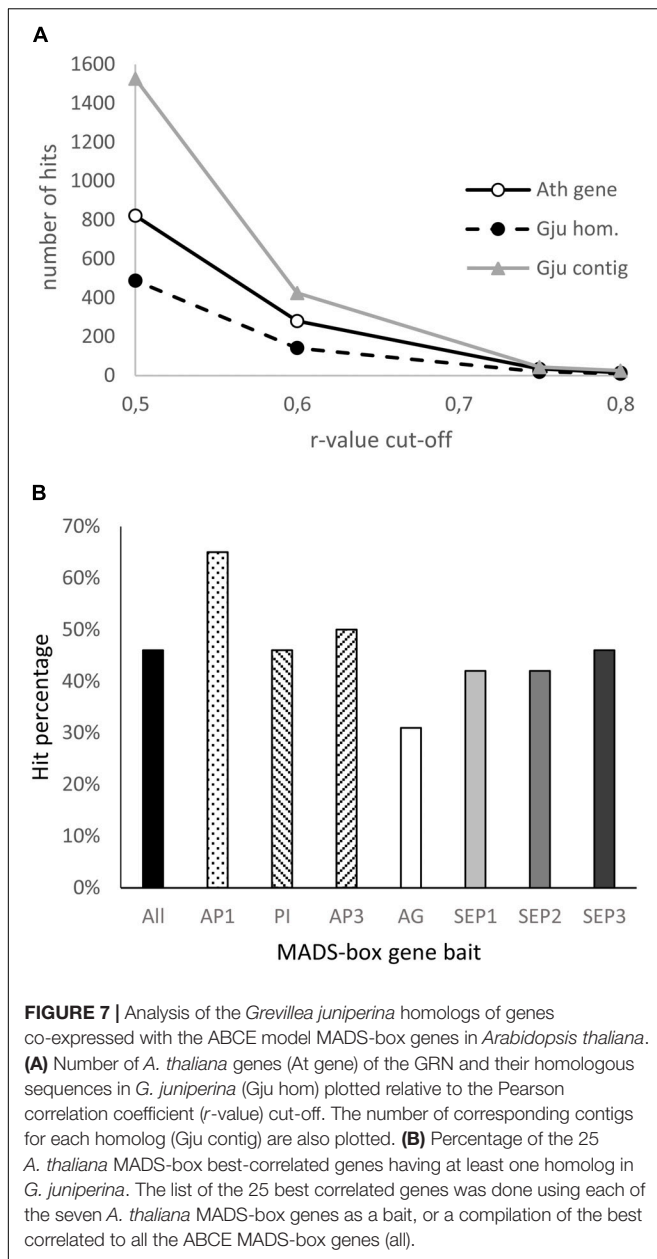 A
1600
1400
1200
1000
800
600
400
200
0
number of hits
Ath gene
Gju hom.
Gju contig
0,5
0,6
0,7
0,8
r-value cut-off
B
70%
60%
50%
40%
30%
20%
10%
0%
Hit percentage
All
AP1
PI
AP3
AG
SEP1
SEP2
SEP3
MADS-box gene bait
FIGURE 7 | Analysis of the Grevillea juniperina homologs of genes
co-expressed with the ABCE model MADS-box genes in Arabidopsis thaliana.
(A) Number of A. thaliana genes (At gene) of the GRN and their homologous
sequences in G. juniperina (Gju hom) plotted relative to the Pearson
correlation coefficient (r-value) cut-off. The number of corresponding contigs
for each homolog (Gju contig) are also plotted. (B) Percentage of the 25
A. thaliana MADS-box best-correlated genes having at least one homolog in
G. juniperina. The list of the 25 best correlated genes was done using each of
the seven A. thaliana MADS-box genes as a bait, or a compilation of the best
correlated to all the ABCE MADS-box genes (all).